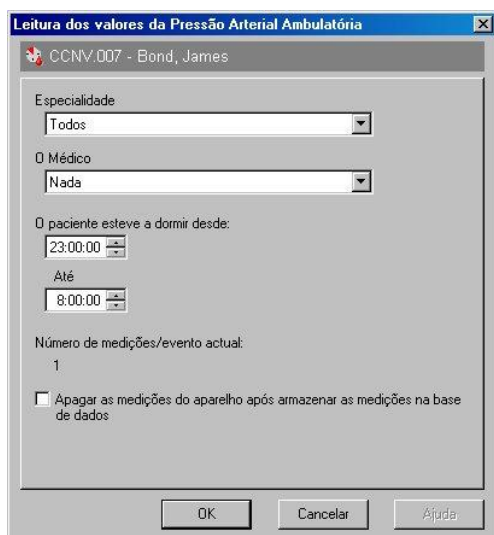 Leitura dos valores da Pressão Arterial Ambulatória
CCNV.007 - Bond, James
Especialidade
Todos
O Médico
Nada
O paciente esteve a dormir desde:
23:00:00
Até
8:00:00
Número de medições/evento actual:
1
Apagar as medições do aparelho após armazenar as medições na base
de dados
OK Cancelar Ajuda